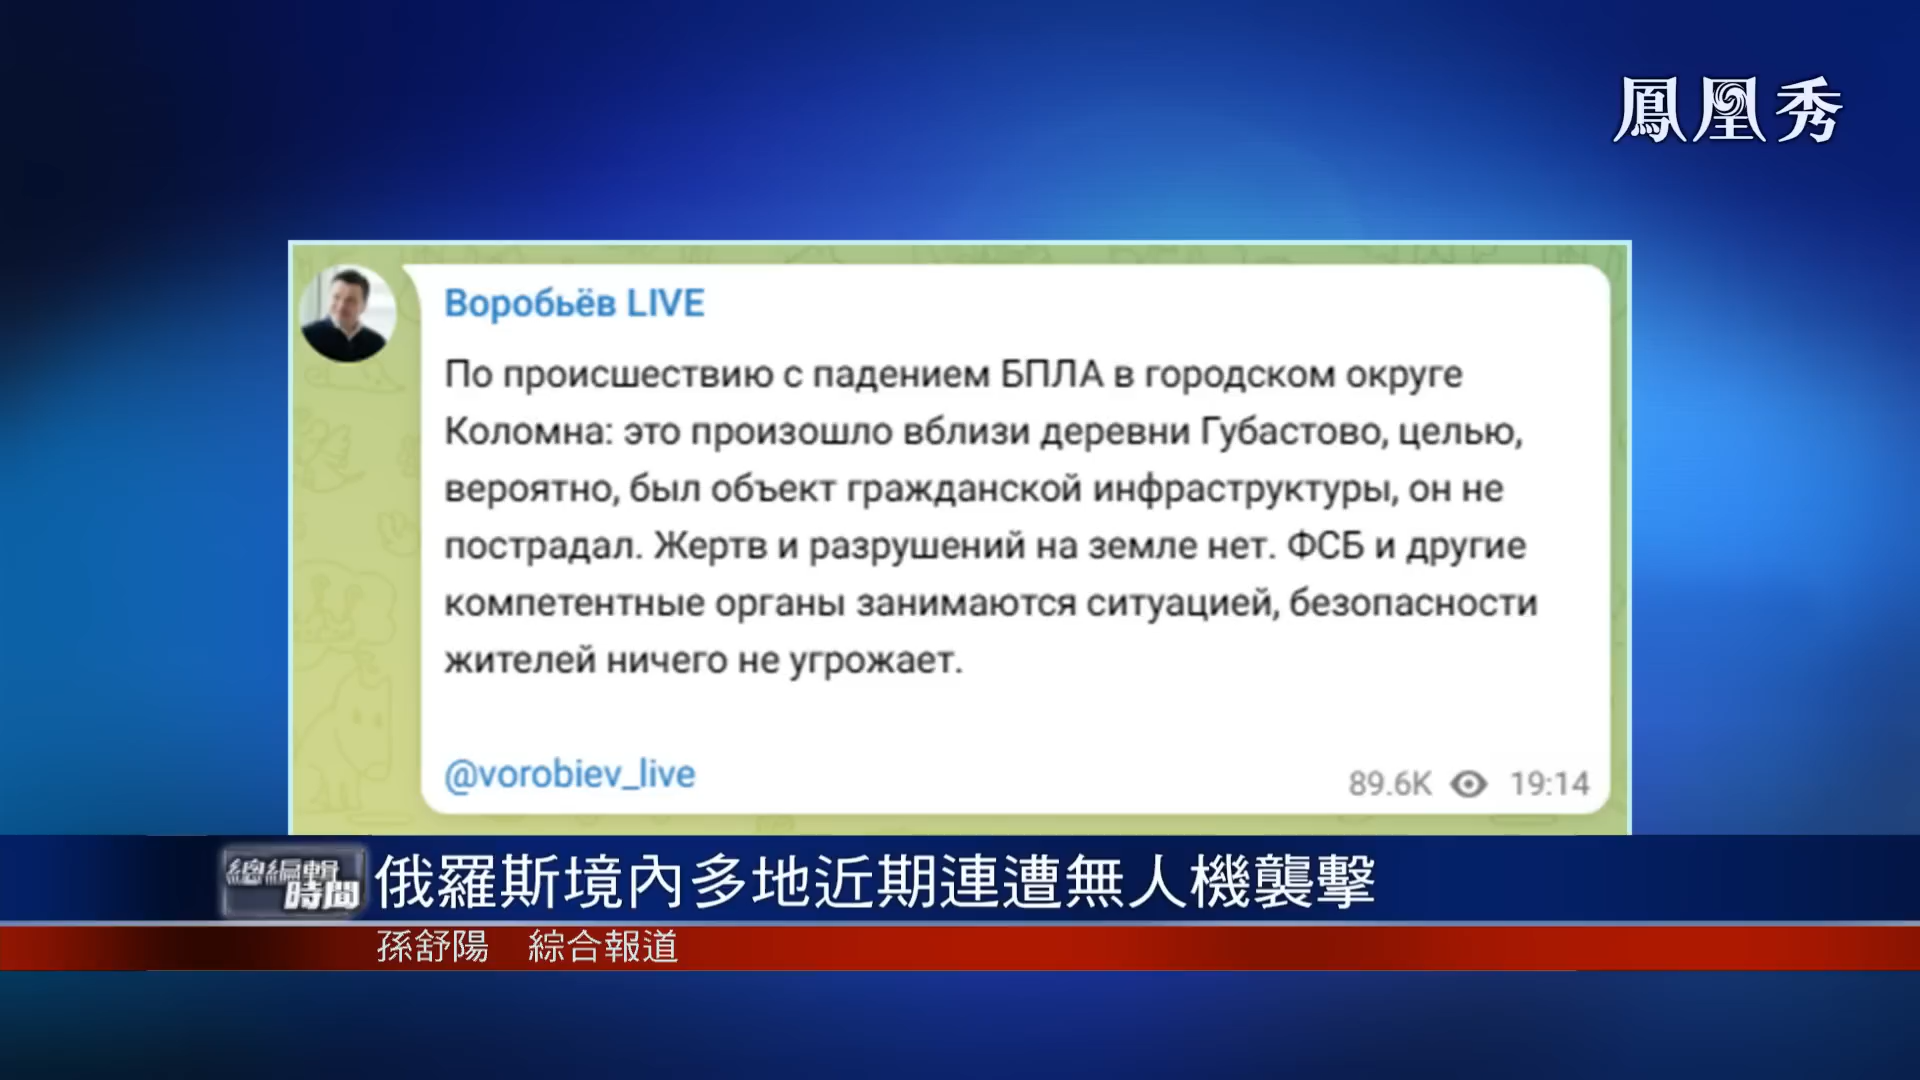 鳳凰秀
Воробьёв LIVE
По происшествию с падением БПЛА в городском округе
Коломна: это произошло вблизи деревни Губастово, целью,
вероятно, был объект гражданской инфраструктуры, он не
пострадал. Жертв и разрушений на земле нет. ФСБ и другие
компетентные органы занимаются ситуацией, безопасности
жителей ничего не угрожает.
@vorobiev_live
89.6K 19:14
總編輯
時間
俄羅斯境內多地近期連遭無人機襲擊
孫舒陽 綜合報道